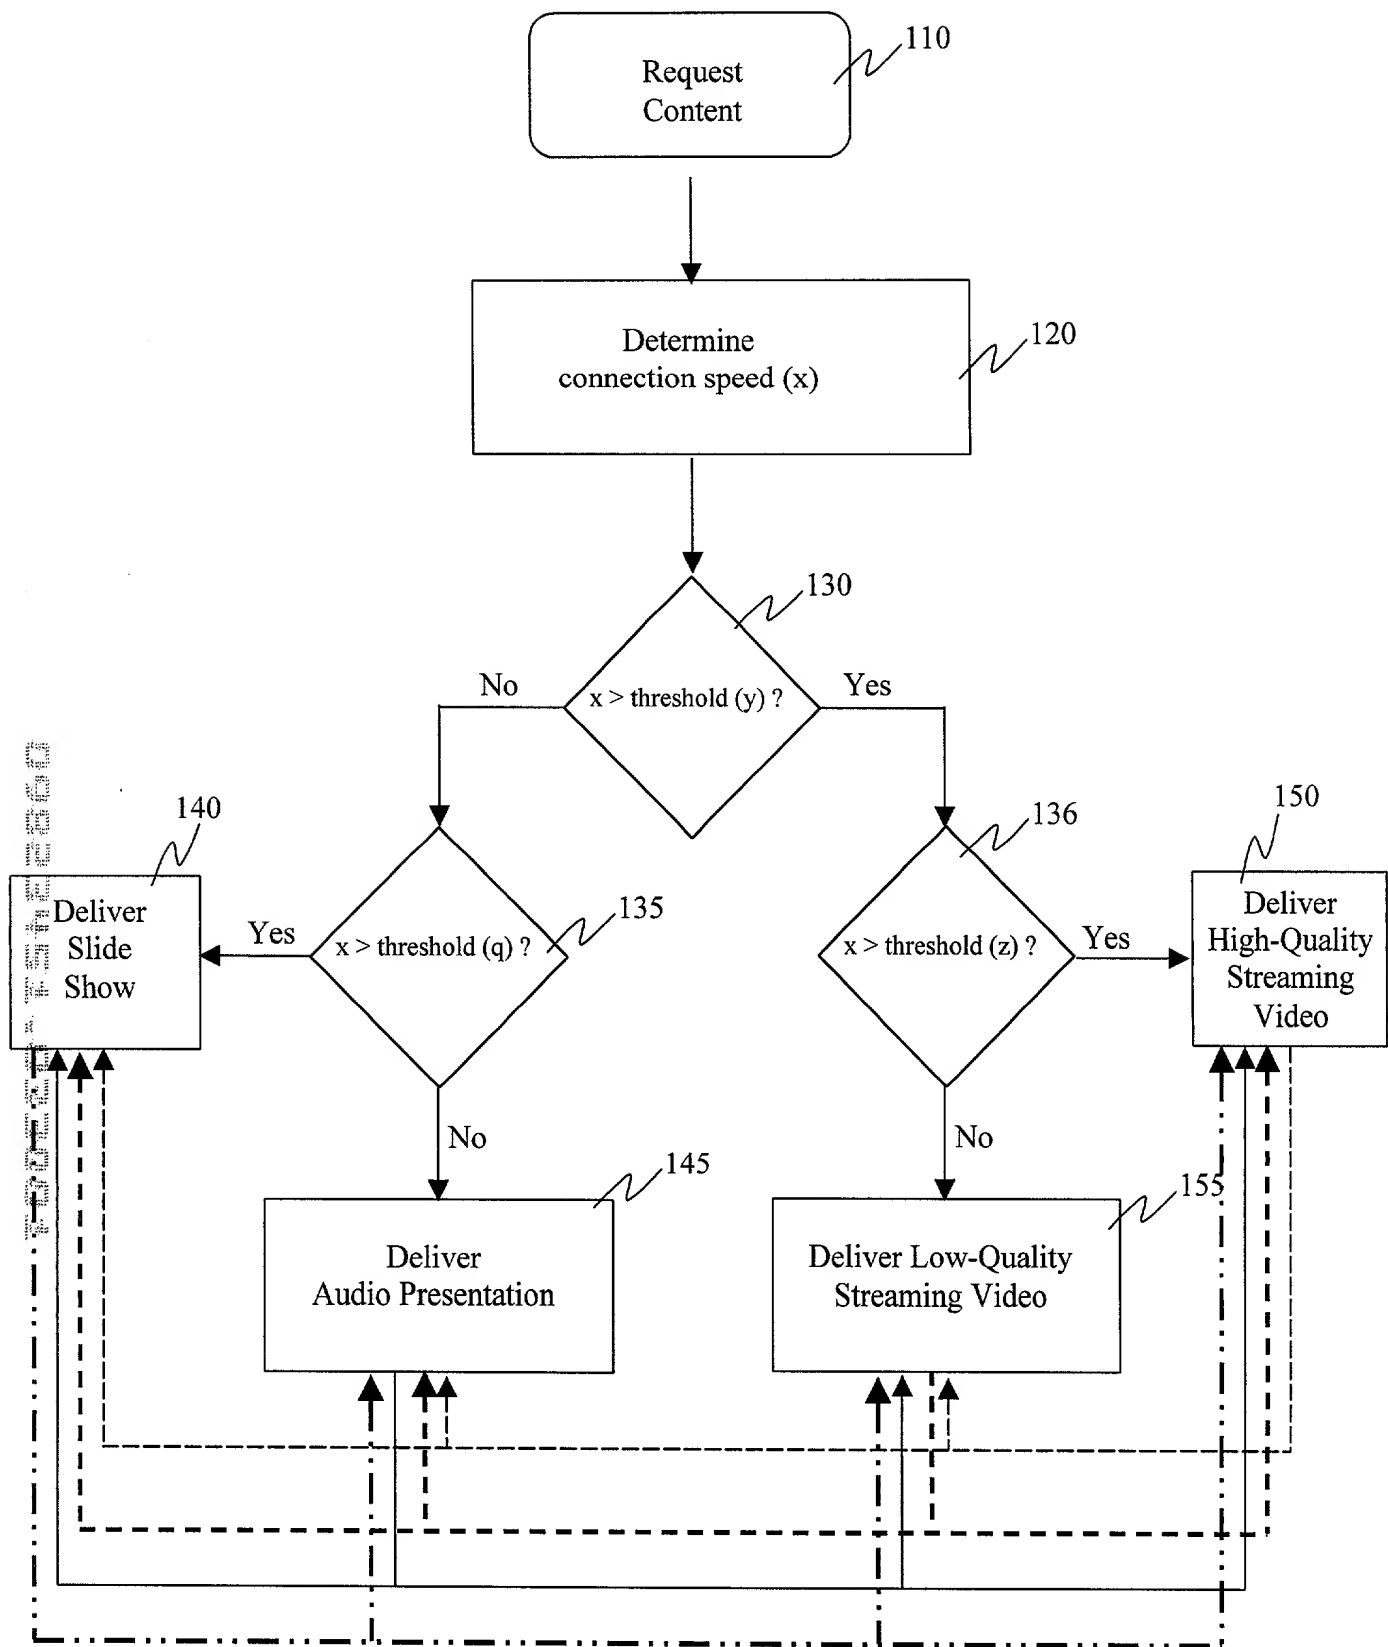 110
Request
Content
120
Determine
connection speed (x)
130
No
x > threshold (y) ?
Yes
140
136
150
Deliver
Slide
Show
Yes
x > threshold (q) ?
135
x > threshold (z) ?
Yes
Deliver
High-Quality
Streaming
Video
No
No
145
155
Deliver
Audio Presentation
Deliver Low-Quality
Streaming Video